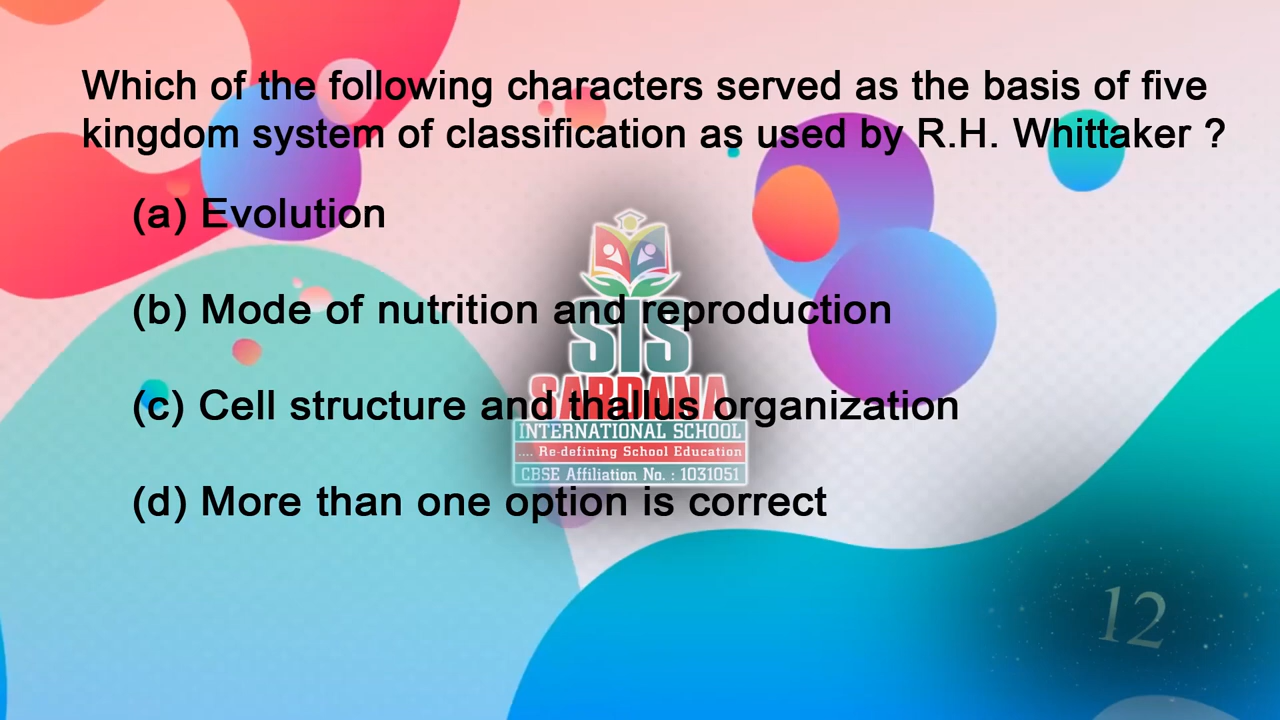 Which of the following characters served as the basis of five
kingdom system of classification as used by R.H. Whittaker ?
(a) Evolution
(b) Mode of nutrition and reproduction
STS
(c) Cell structure and thallus organization
SARDANA
INTERNATIONAL SCHOOL
.... Re-defining School Education
CBSE Affiliation No. : 1031051
(d) More than one option is correct
12